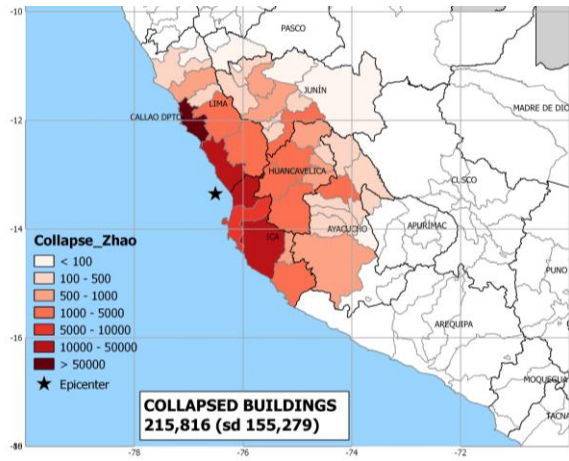 -10
PASCO
JUNÍN
LIMA
MADRE DE DIO
-12
CALLAO DPTO
CUSCO
HUANCAVELICA
-14
ICA
AYACUCHO
APURÍMAC
PUNO
Collapse_Zhao
< 100
100 - 500
500 - 1000
1000 - 5000
5000 - 10000
10000 - 50000
> 50000
Epicenter
AREQUIPA
-16
MOQUEGUA
TACNA
COLLAPSED BUILDINGS
215,816 (sd 155,279)
-78
-76
-74
-72